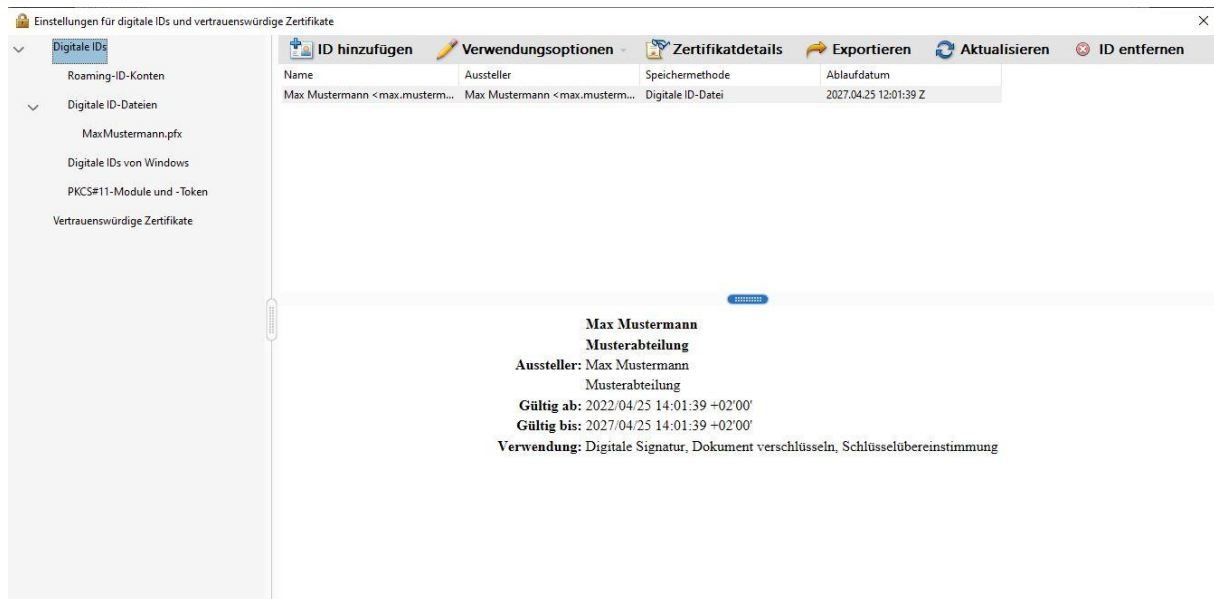 Einstellungen für digitale IDs und vertrauenswürdige Zertifikate
Digitale IDs
Roaming-ID-Konten
Digitale ID-Dateien
MaxMustermann.pfx
Digitale IDs von Windows
PKCS#11-Module und -Token
Vertrauenswürdige Zertifikate
ID hinzufügen Verwendungsoptionen Zertifikatdetails Exportieren Aktualisieren ID entfernen
Name Aussteller Speichermethode Ablaufdatum
Max Mustermann <max.musterm... Max Mustermann <max.musterm... Digitale ID-Datei 2027.04.25 12:01:39 Z
Max Mustermann
Musterabteilung
Aussteller: Max Mustermann
Musterabteilung
Gültig ab: 2022/04/25 14:01:39 +02'00'
Gültig bis: 2027/04/25 14:01:39 +02'00'
Verwendung: Digitale Signatur, Dokument verschlüsseln, Schlüsselübereinstimmung